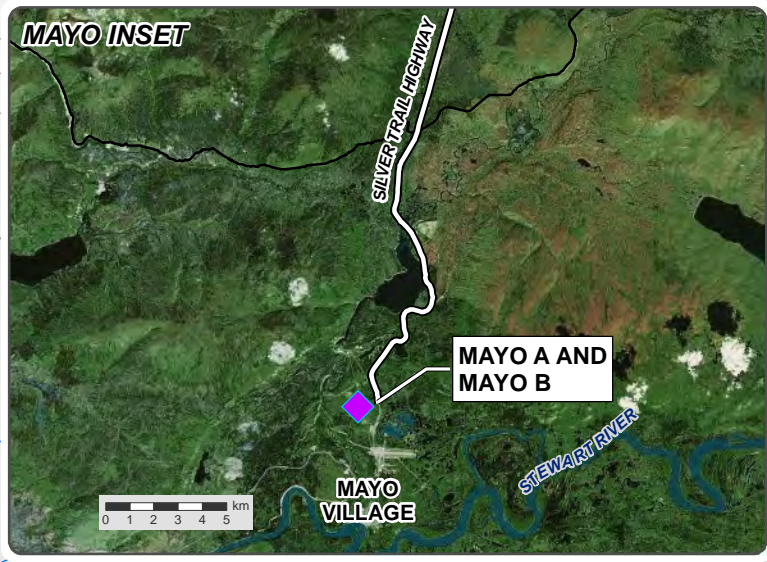 MAYO INSET
SILVER TRAIL HIGHWAY
MAYO A AND
MAYO B
STEWART RIVER
MAYO
VILLAGE
km
0 1 2 3 4 5